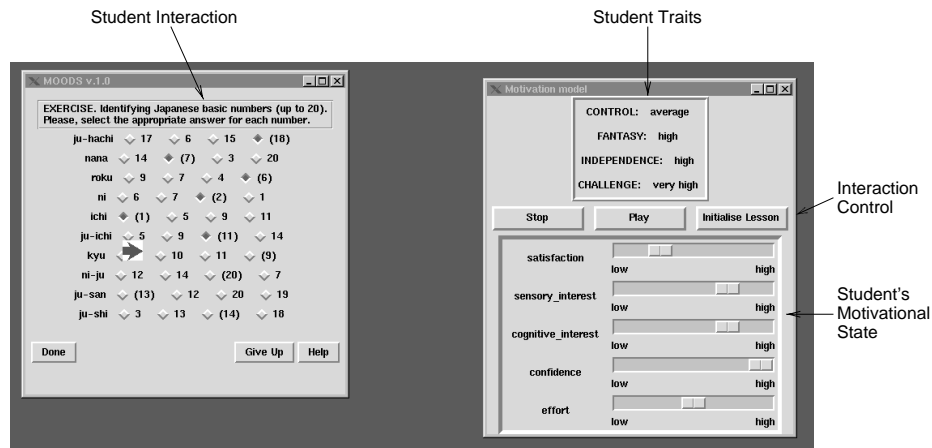 Student Interaction
Student Traits
MOODS v.1.0
EXERCISE. Identifying Japanese basic numbers (up to 20).
Please, select the appropriate answer for each number.
ju-hachi 17 6 15 (18)
nana 14 (7) 3 20
roku 9 7 4 (6)
ni 6 7 (2) 1
ichi (1) 5 9 11
ju-ichi 5 9 (11) 14
kyu 10 11 (9)
ni-ju 12 14 (20) 7
ju-san (13) 12 20 19
ju-shi 3 13 (14) 18
Done Give Up Help
Motivation model
CONTROL: average
FANTASY: high
INDEPENDENCE: high
CHALLENGE: very high
Stop Play Initialise Lesson
satisfaction
low high
sensory_interest
low high
cognitive_interest
low high
confidence
low high
effort
low high
Interaction
Control
Student's
Motivational
State